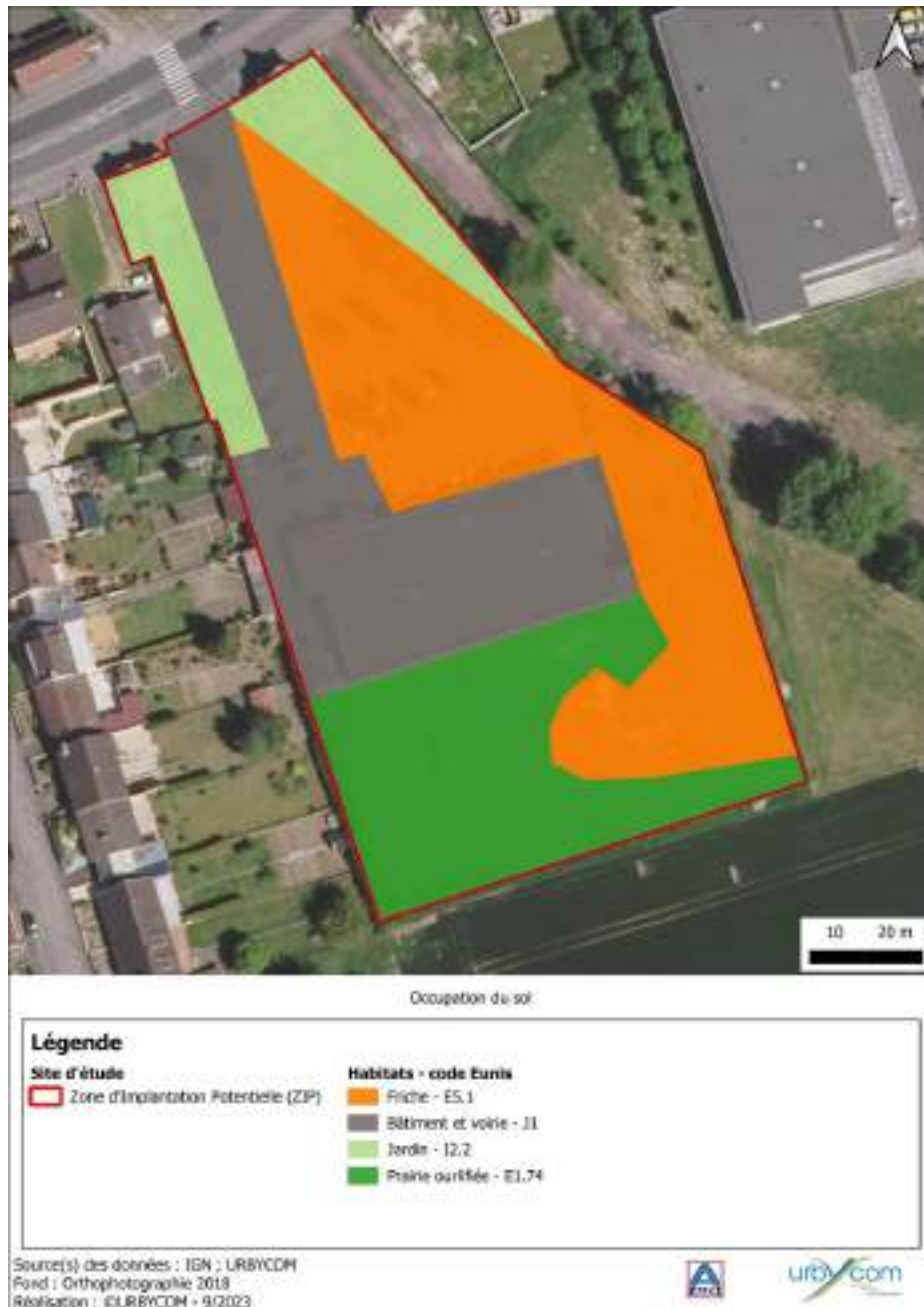 10 20 m
Occupation du sol
Légende
Site d'étude
Zone d'Implantation Potentielle (ZIP)
Habitats - code Eunis
Friche - E5.1
Bâtiment et voirie - J1
Jardin - I2.2
Prairie ourlifiée - E1.74
Source(s) des données : IGN ; URBYCOM
Fond : Orthophotographie 2018
Réalisation : ©URBYCOM - 9/2023
urbycom